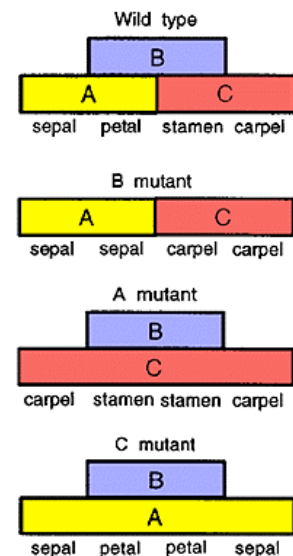 Wild type
B
A C
sepal petal stamen carpel
B mutant
A C
sepal sepal carpel carpel
A mutant
B
C
carpel stamen stamen carpel
C mutant
B
A
sepal petal petal sepal